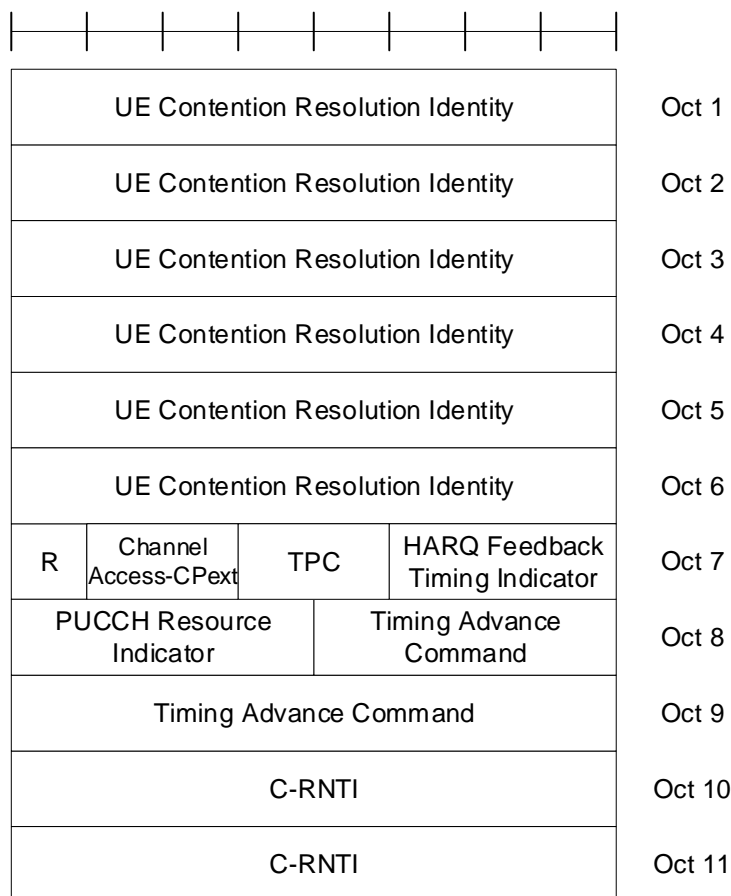 UE Contention Resolution Identity Oct 1
UE Contention Resolution Identity Oct 2
UE Contention Resolution Identity Oct 3
UE Contention Resolution Identity Oct 4
UE Contention Resolution Identity Oct 5
UE Contention Resolution Identity Oct 6
R
Channel
Access-CPext
TPC
HARQ Feedback
Timing Indicator
Oct 7
PUCCH Resource
Indicator
Timing Advance
Command
Oct 8
Timing Advance Command Oct 9
C-RNTI Oct 10
C-RNTI Oct 11